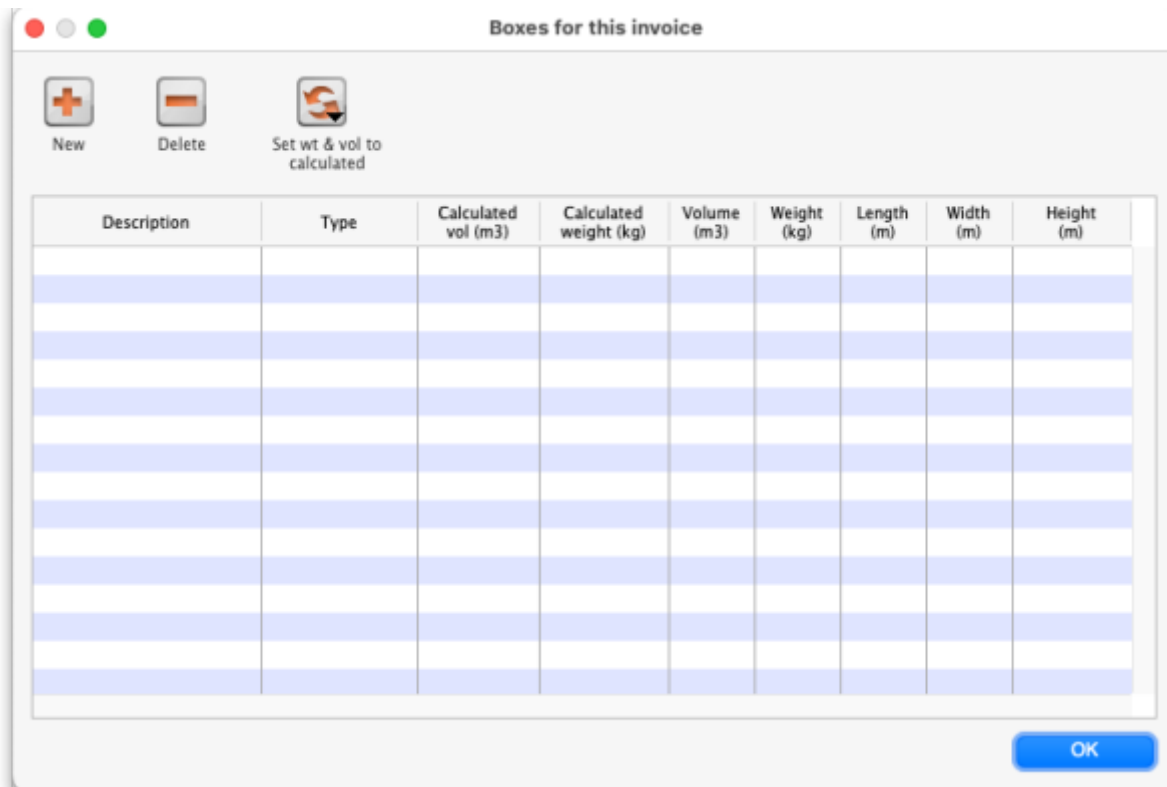 Boxes for this invoice
New
Delete
Set wt & vol to
calculated
Description
Type
Calculated
vol (m3)
Calculated
weight (kg)
Volume
(m3)
Weight
(kg)
Length
(m)
Width
(m)
Height
(m)
OK